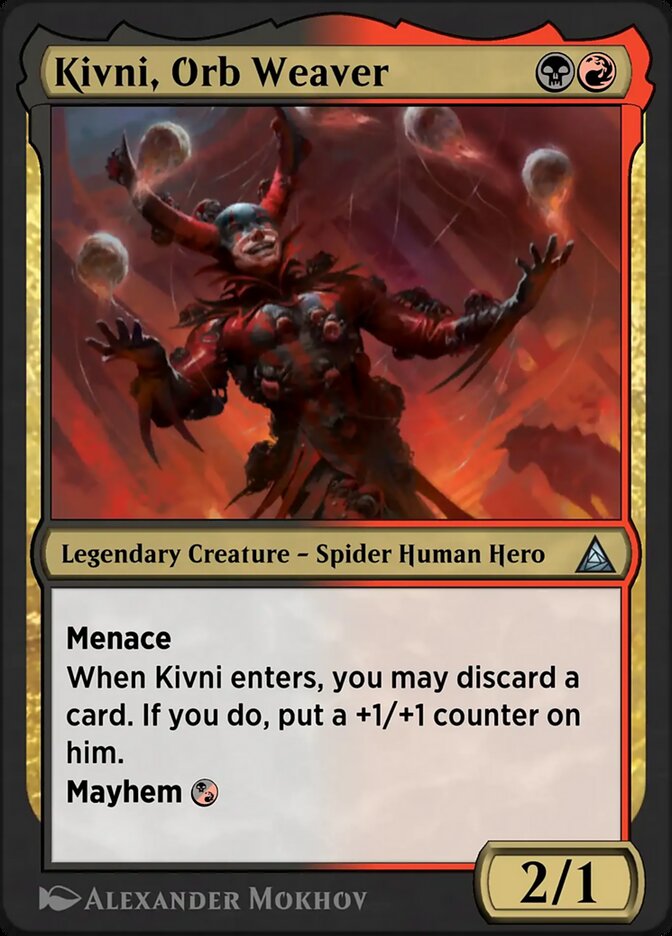 Kivni, Orb Weaver
Legendary Creature – Spider Human Hero
Menace
When Kivni enters, you may discard a
card. If you do, put a +1/+1 counter on
him.
Mayhem
2/1
Alexander Mokhov